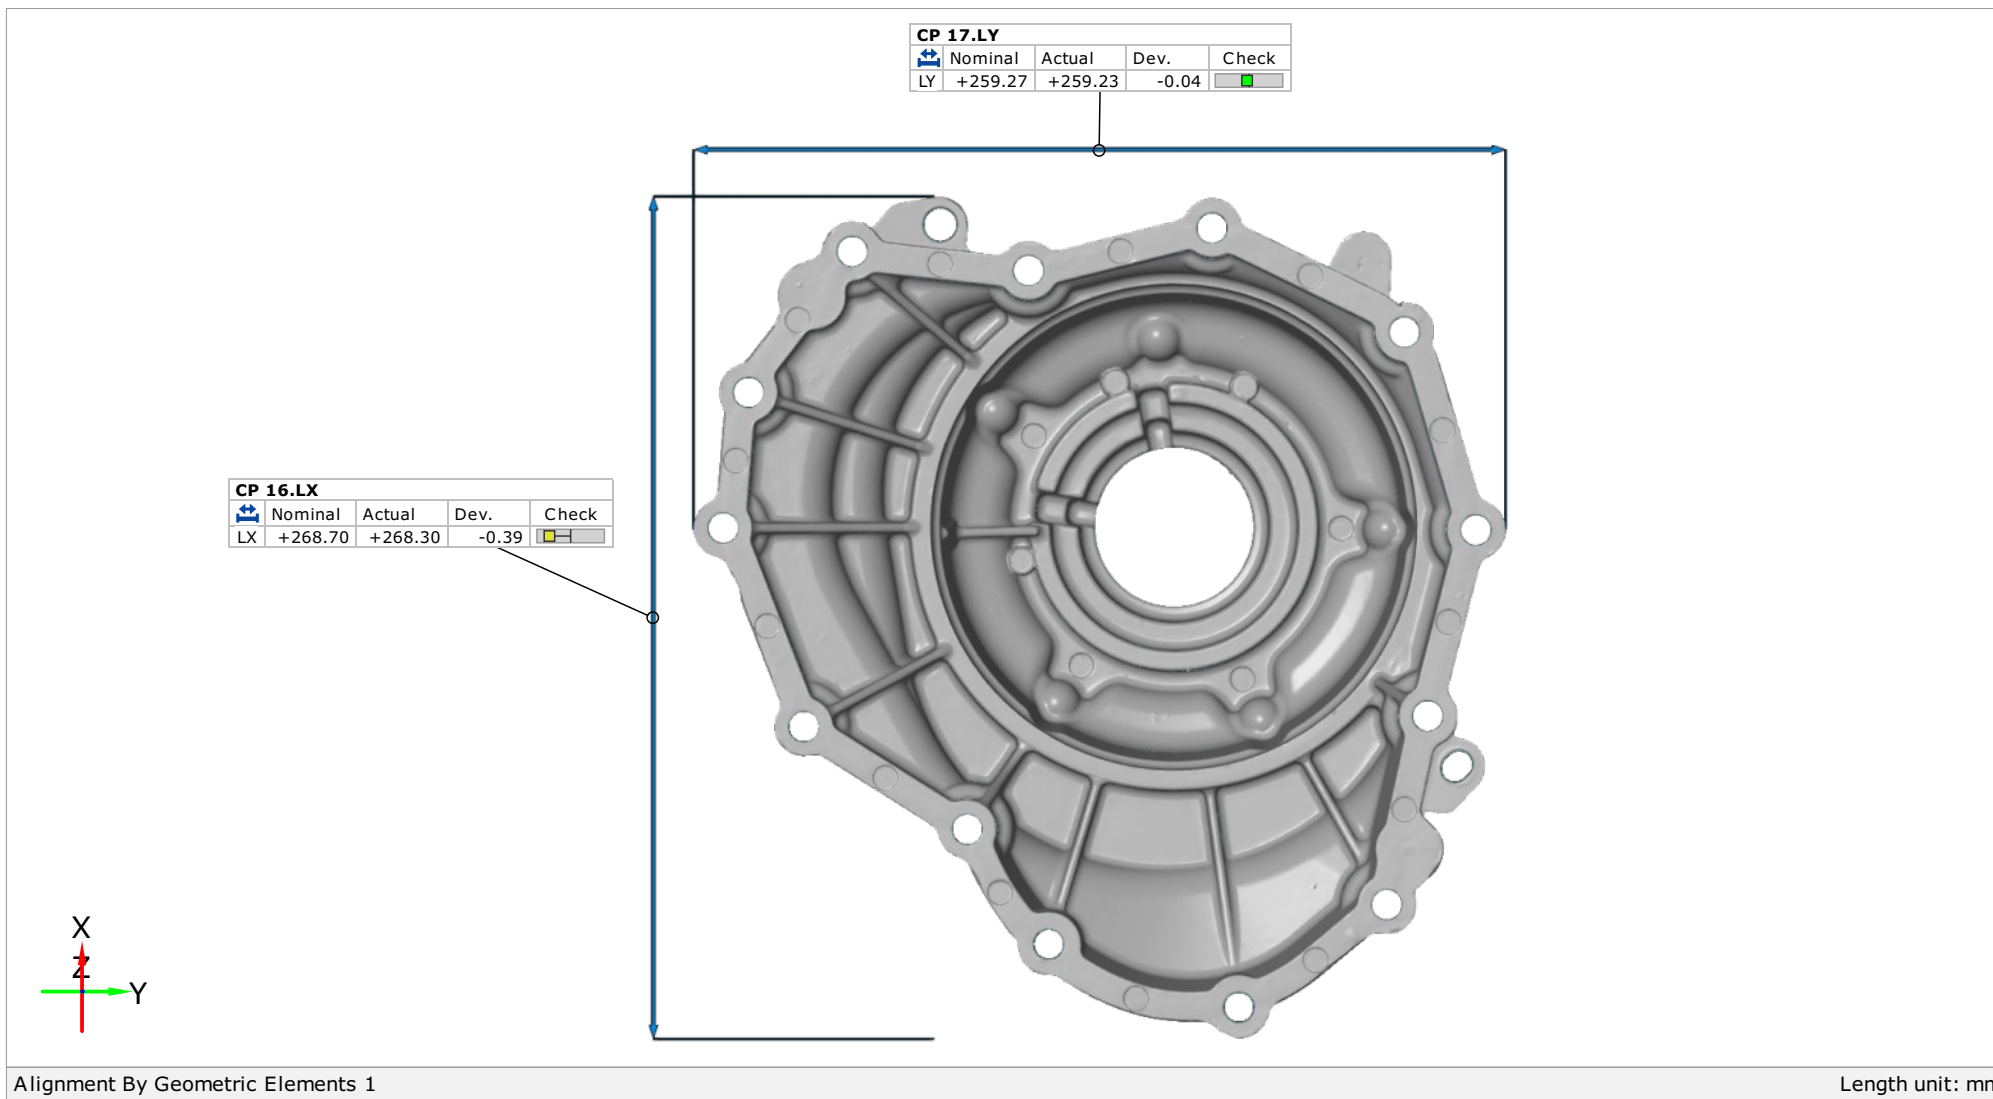 CP 17.LY
Nominal Actual Dev. Check
LY +259.27 +259.23 -0.04
CP 16.LX
Nominal Actual Dev. Check
LX +268.70 +268.30 -0.39
X
Z
Y
Alignment By Geometric Elements 1
Length unit: